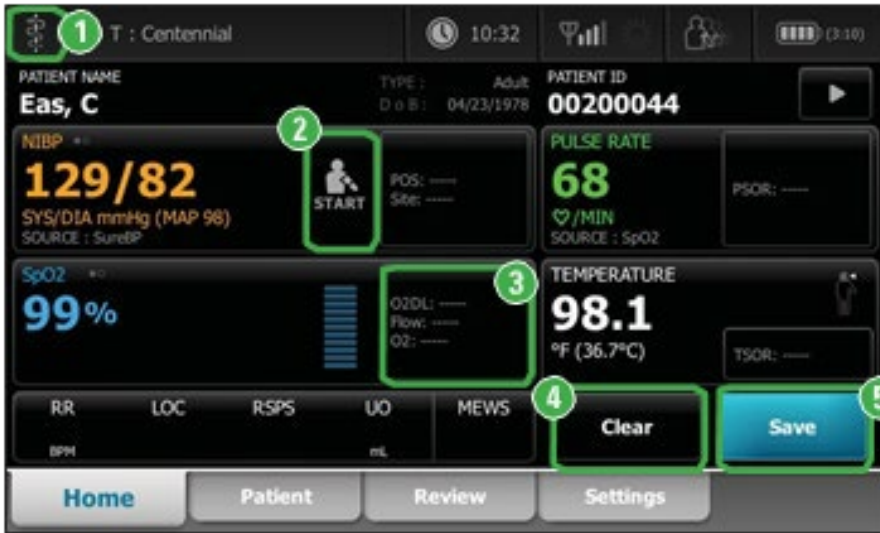 1 T : Centennial 10:32 (3:10)
PATIENT NAME TYPE : Adult PATIENT ID
Eas, C D o B : 04/23/1978 00200044
2
NIBP PULSE RATE
129/82 START POS: ----- 68 PSOR: -----
Site: -----
SYS/DIA mmHg (MAP 98) /MIN
SOURCE : SureBP SOURCE : SpO2
3
SpO2 TEMPERATURE
99% O2DL: ----- 98.1
Flow: -----
O2: ----- °F (36.7°C) TSOR: -----
4 5
RR LOC RSPS UO MEWS Clear Save
BPM mL
Home Patient Review Settings